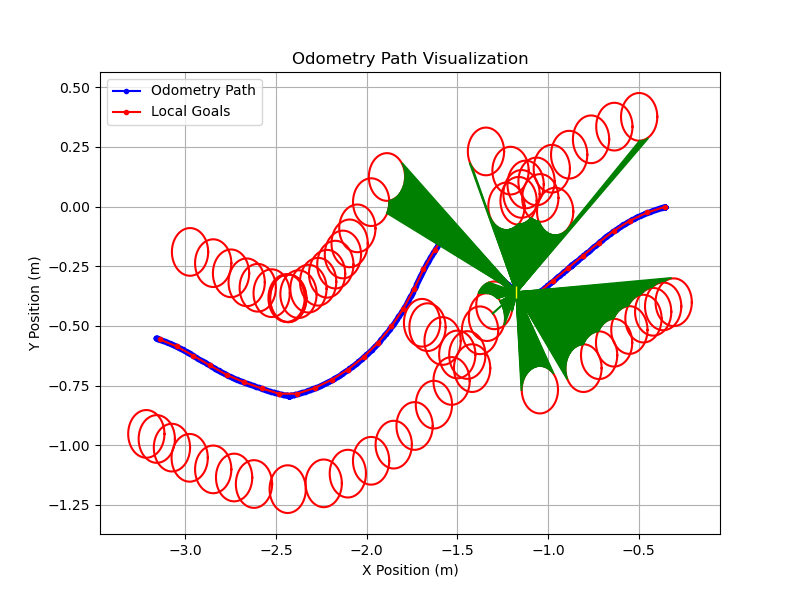 Odometry Path Visualization
Odometry Path
Local Goals
Y Position (m)
0.50
0.25
0.00
−0.25
−0.50
−0.75
−1.00
−1.25
−3.0 −2.5 −2.0 −1.5 −1.0 −0.5
X Position (m)